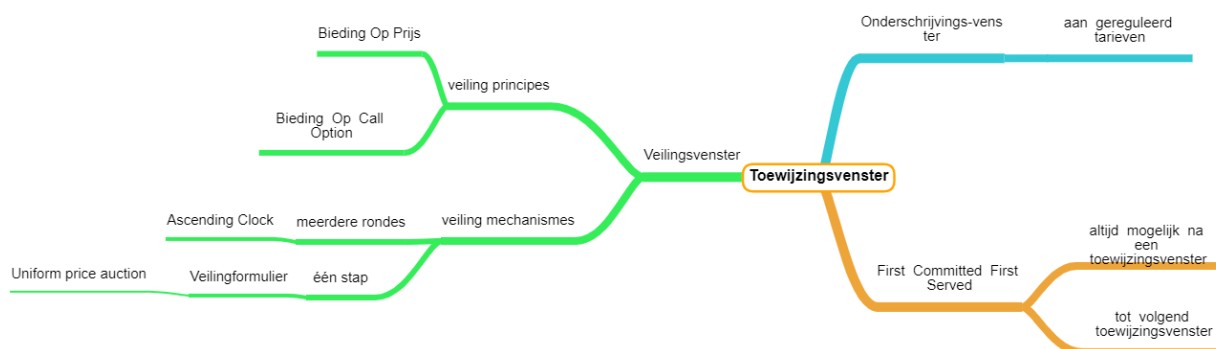 Bieding Op Prijs
veiling principes
Bieding Op Call
Option
Veilingsvenster
Toewijzingsvenster
Ascending Clock
meerdere rondes
veiling mechanismes
Uniform price auction
Veilingformulier
één stap
Onderschrijvings-vens
ter
aan gereguleerd
tarieven
First Committed First
Served
altijd mogelijk na
een
toewijzingsvenster
tot volgend
toewijzingsvenster